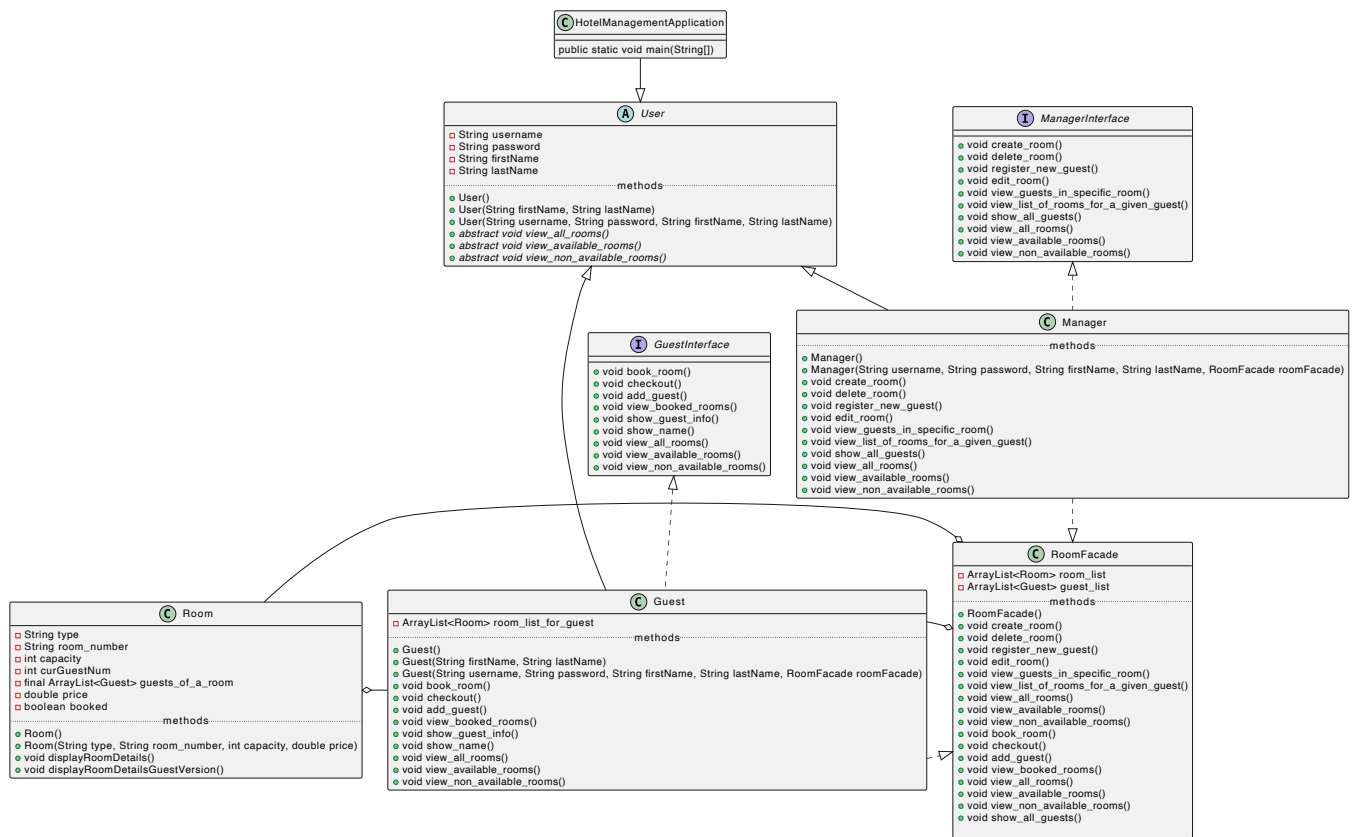 C HotelManagementApplication
public static void main(String[])
A User
String username
String password
String firstName
String lastName
methods
User()
User(String firstName, String lastName)
User(String username, String password, String firstName, String lastName)
abstract void view_all_rooms()
abstract void view_available_rooms()
abstract void view_non_available_rooms()
I ManagerInterface
void create_room()
void delete_room()
void register_new_guest()
void edit_room()
void view_guests_in_specific_room()
void view_list_of_rooms_for_a_given_guest()
void show_all_guests()
void view_all_rooms()
void view_available_rooms()
void view_non_available_rooms()
C Manager
methods
Manager()
Manager(String username, String password, String firstName, String lastName, RoomFacade roomFacade)
void create_room()
void delete_room()
void register_new_guest()
void edit_room()
void view_guests_in_specific_room()
void view_list_of_rooms_for_a_given_guest()
void show_all_guests()
void view_all_rooms()
void view_available_rooms()
void view_non_available_rooms()
I GuestInterface
void book_room()
void checkout()
void add_guest()
void view_booked_rooms()
void show_guest_info()
void show_name()
void view_all_rooms()
void view_available_rooms()
void view_non_available_rooms()
C Room
String type
String room_number
int capacity
int curGuestNum
final ArrayList<Guest> guests_of_a_room
double price
boolean booked
methods
Room()
Room(String type, String room_number, int capacity, double price)
void displayRoomDetails()
void displayRoomDetailsGuestVersion()
C Guest
ArrayList<Room> room_list_for_guest
methods
Guest()
Guest(String firstName, String lastName)
Guest(String username, String password, String firstName, String lastName, RoomFacade roomFacade)
void book_room()
void checkout()
void add_guest()
void view_booked_rooms()
void show_guest_info()
void show_name()
void view_all_rooms()
void view_available_rooms()
void view_non_available_rooms()
C RoomFacade
ArrayList<Room> room_list
ArrayList<Guest> guest_list
methods
RoomFacade()
void create_room()
void delete_room()
void register_new_guest()
void edit_room()
void view_guests_in_specific_room()
void view_list_of_rooms_for_a_given_guest()
void view_all_rooms()
void view_available_rooms()
void view_non_available_rooms()
void book_room()
void checkout()
void add_guest()
void view_booked_rooms()
void view_all_rooms()
void view_available_rooms()
void view_non_available_rooms()
void show_all_guests()